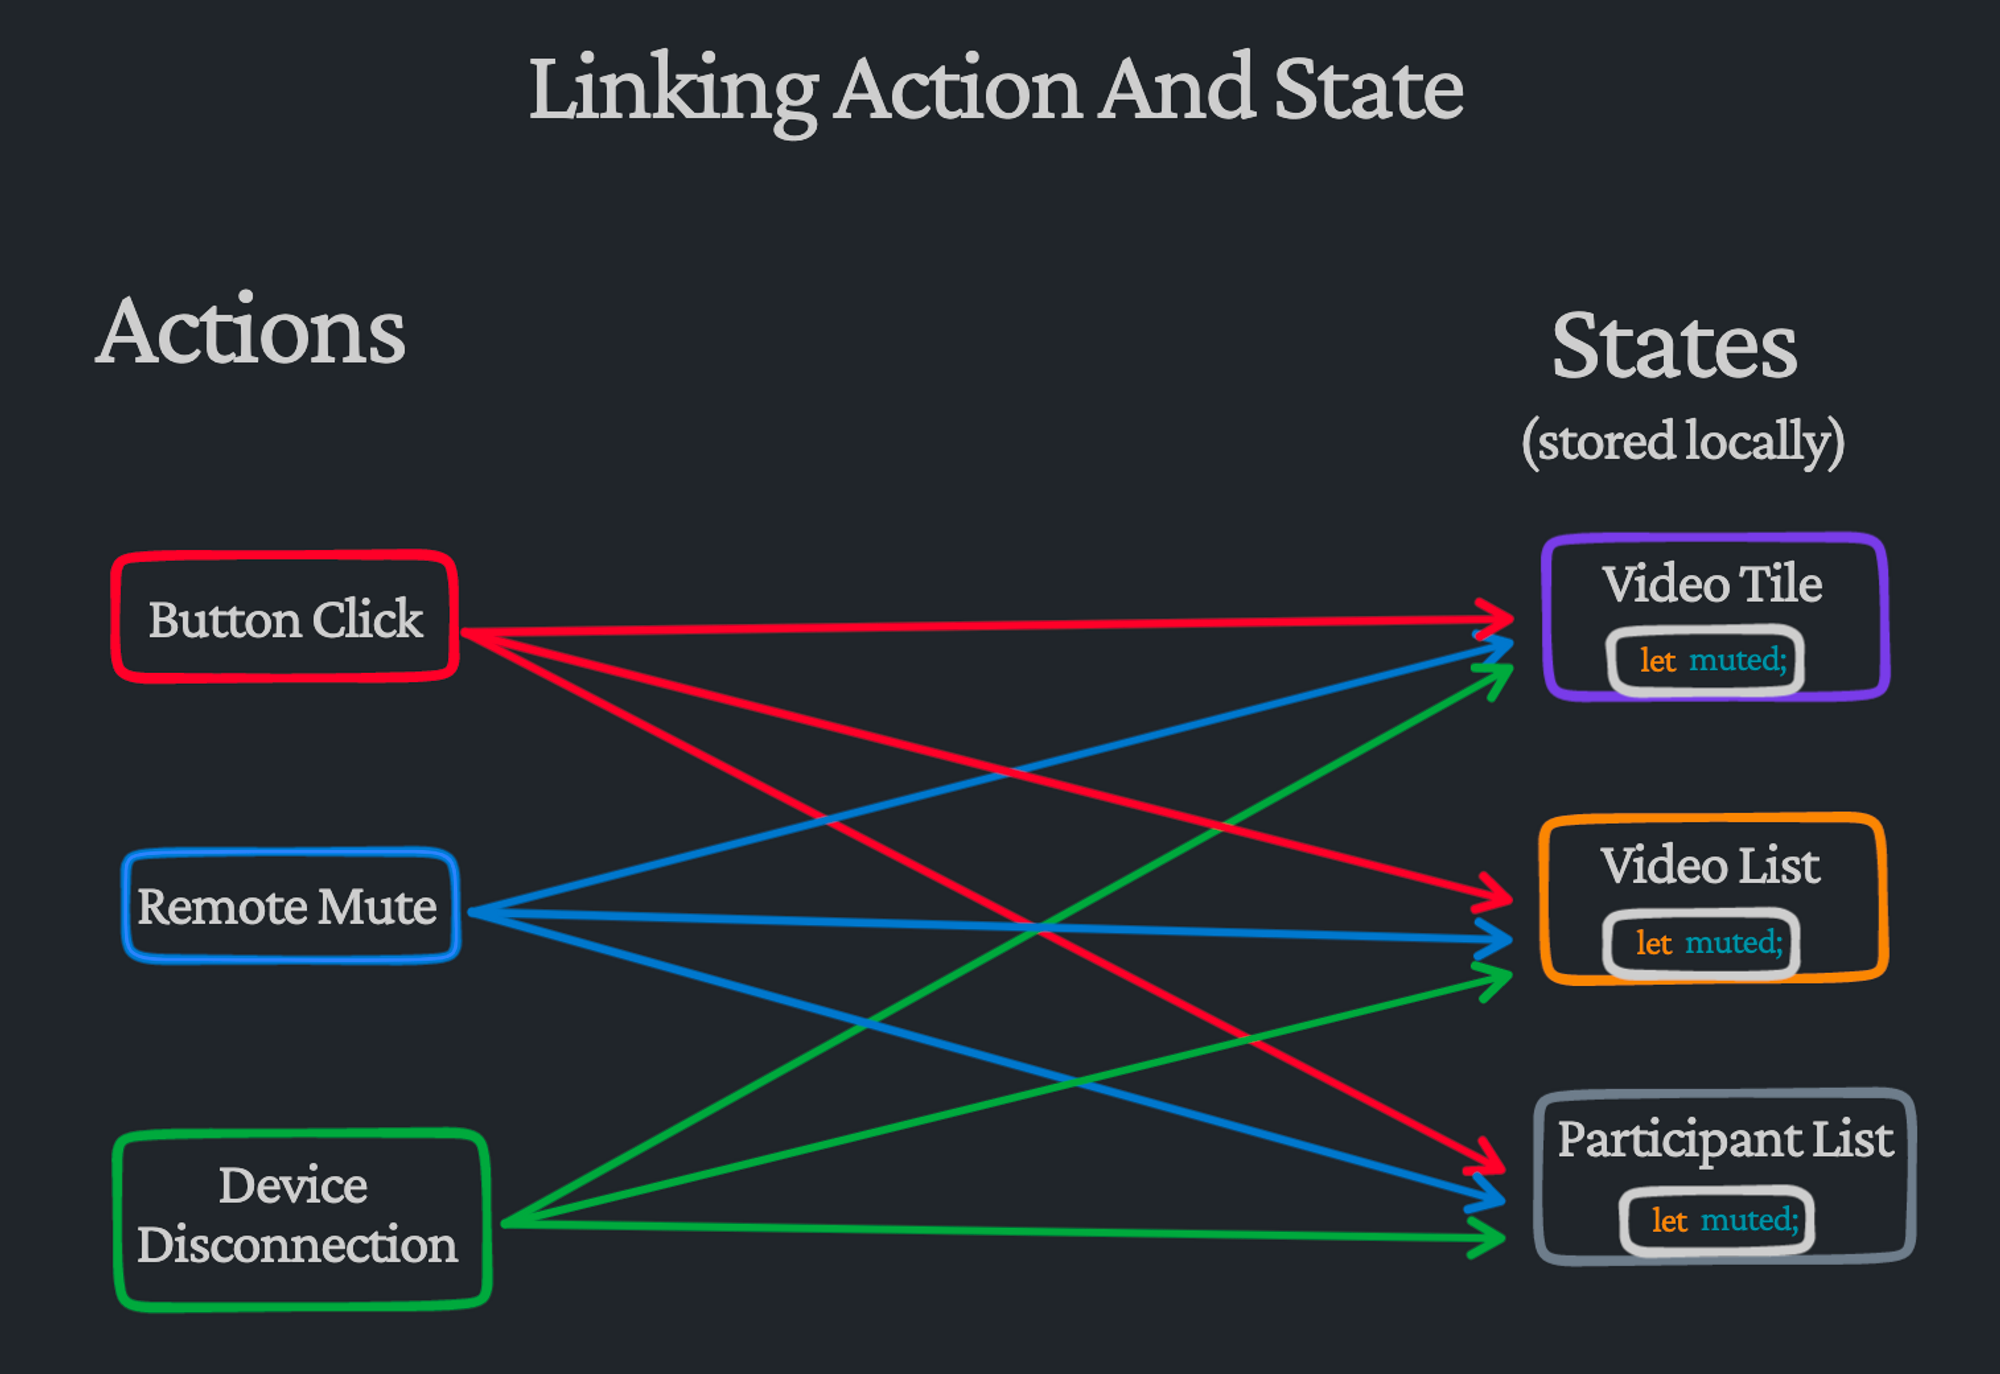 Linking Action And State
Actions
States
(stored locally)
Button Click
Remote Mute
Device
Disconnection
Video Tile
let muted;
Video List
let muted;
Participant List
let muted;